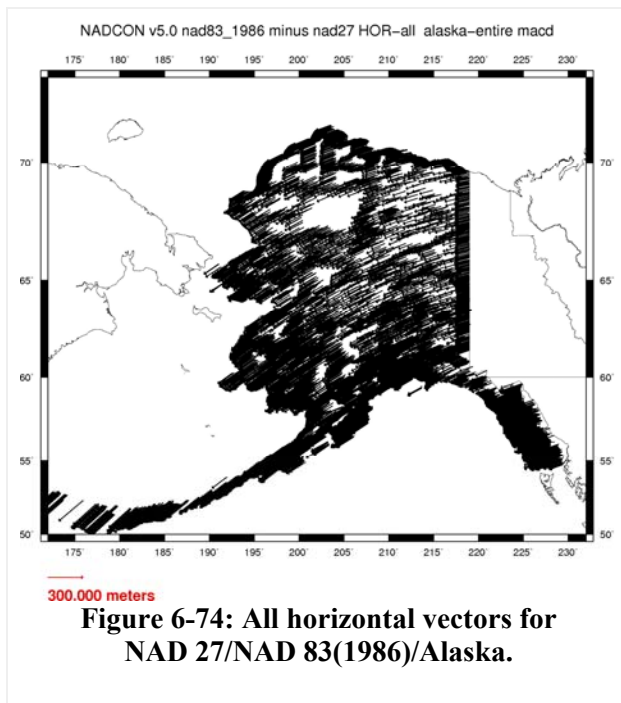 NADCON v5.0 nad83_1986 minus nad27 HOR-all alaska-entire macd
175° 180° 185° 190° 195° 200° 205° 210° 215° 220° 225° 230°
70° 70°
65° 65°
60° 60°
55° 55°
50° 50°
175° 180° 185° 190° 195° 200° 205° 210° 215° 220° 225° 230°
300.000 meters
Figure 6-74: All horizontal vectors for
NAD 27/NAD 83(1986)/Alaska.